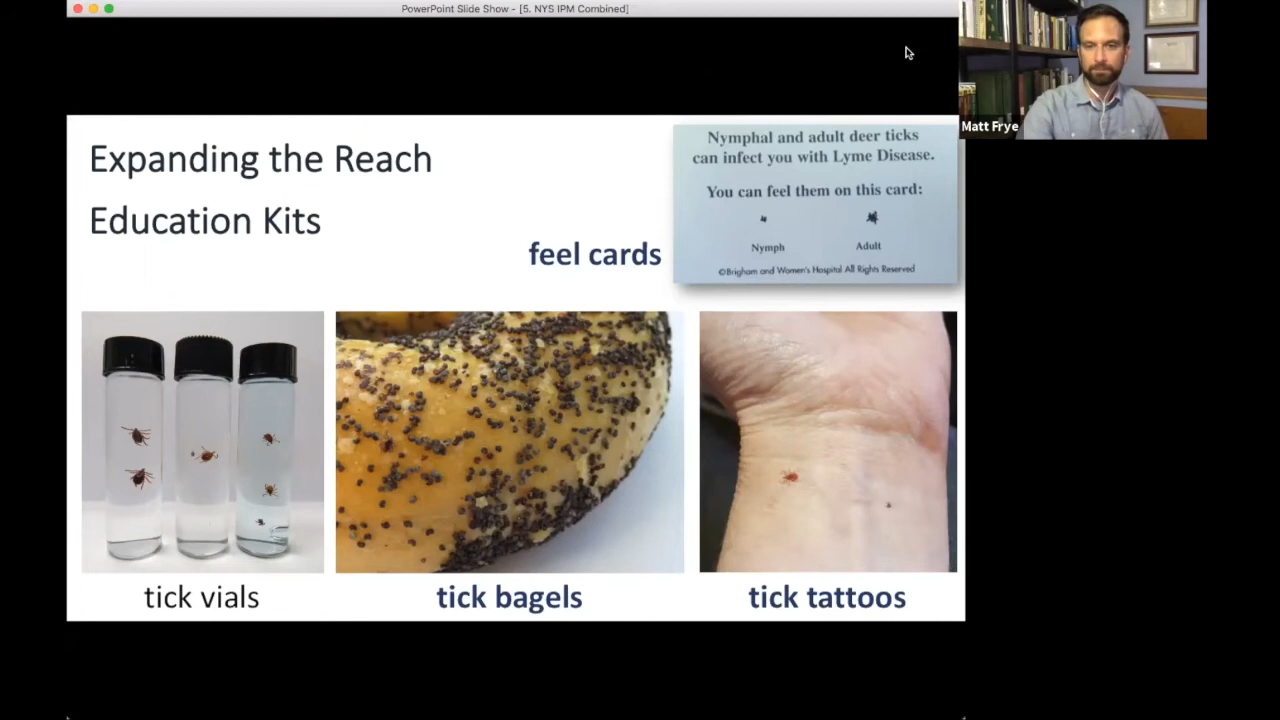 PowerPoint Slide Show - [5. NYS IPM Combined]
Matt Frye
Expanding the Reach
Education Kits
feel cards
Nymphal and adult deer ticks
can infect you with Lyme Disease.
You can feel them on this card:
Nymph Adult
©Brigham and Women's Hospital All Rights Reserved
tick vials
tick bagels
tick tattoos